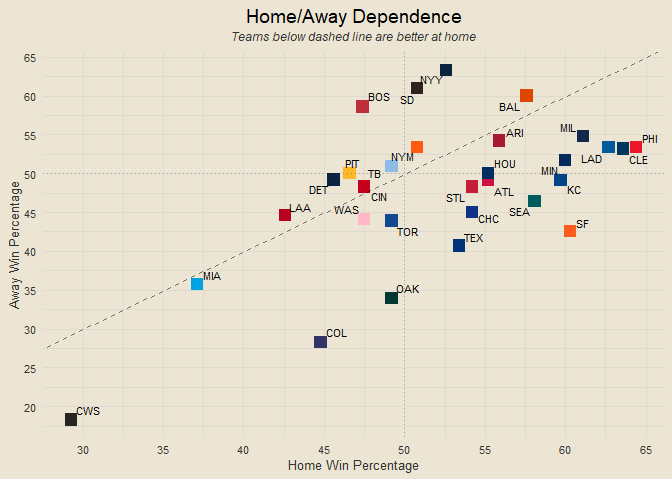 Home/Away Dependence
Teams below dashed line are better at home
65
60
55
50
45
40
35
30
25
20
Away Win Percentage
NYY
SD
BOS
BAL
ARI
MIL
PHI
LAD
CLE
NYM
PIT
TB
HOU
MIN
DET
CIN
STL
ATL
KC
SEA
LAA
WAS
TOR
CHC
SF
TEX
MIA
OAK
COL
CWS
30
35
40
45
50
55
60
65
Home Win Percentage